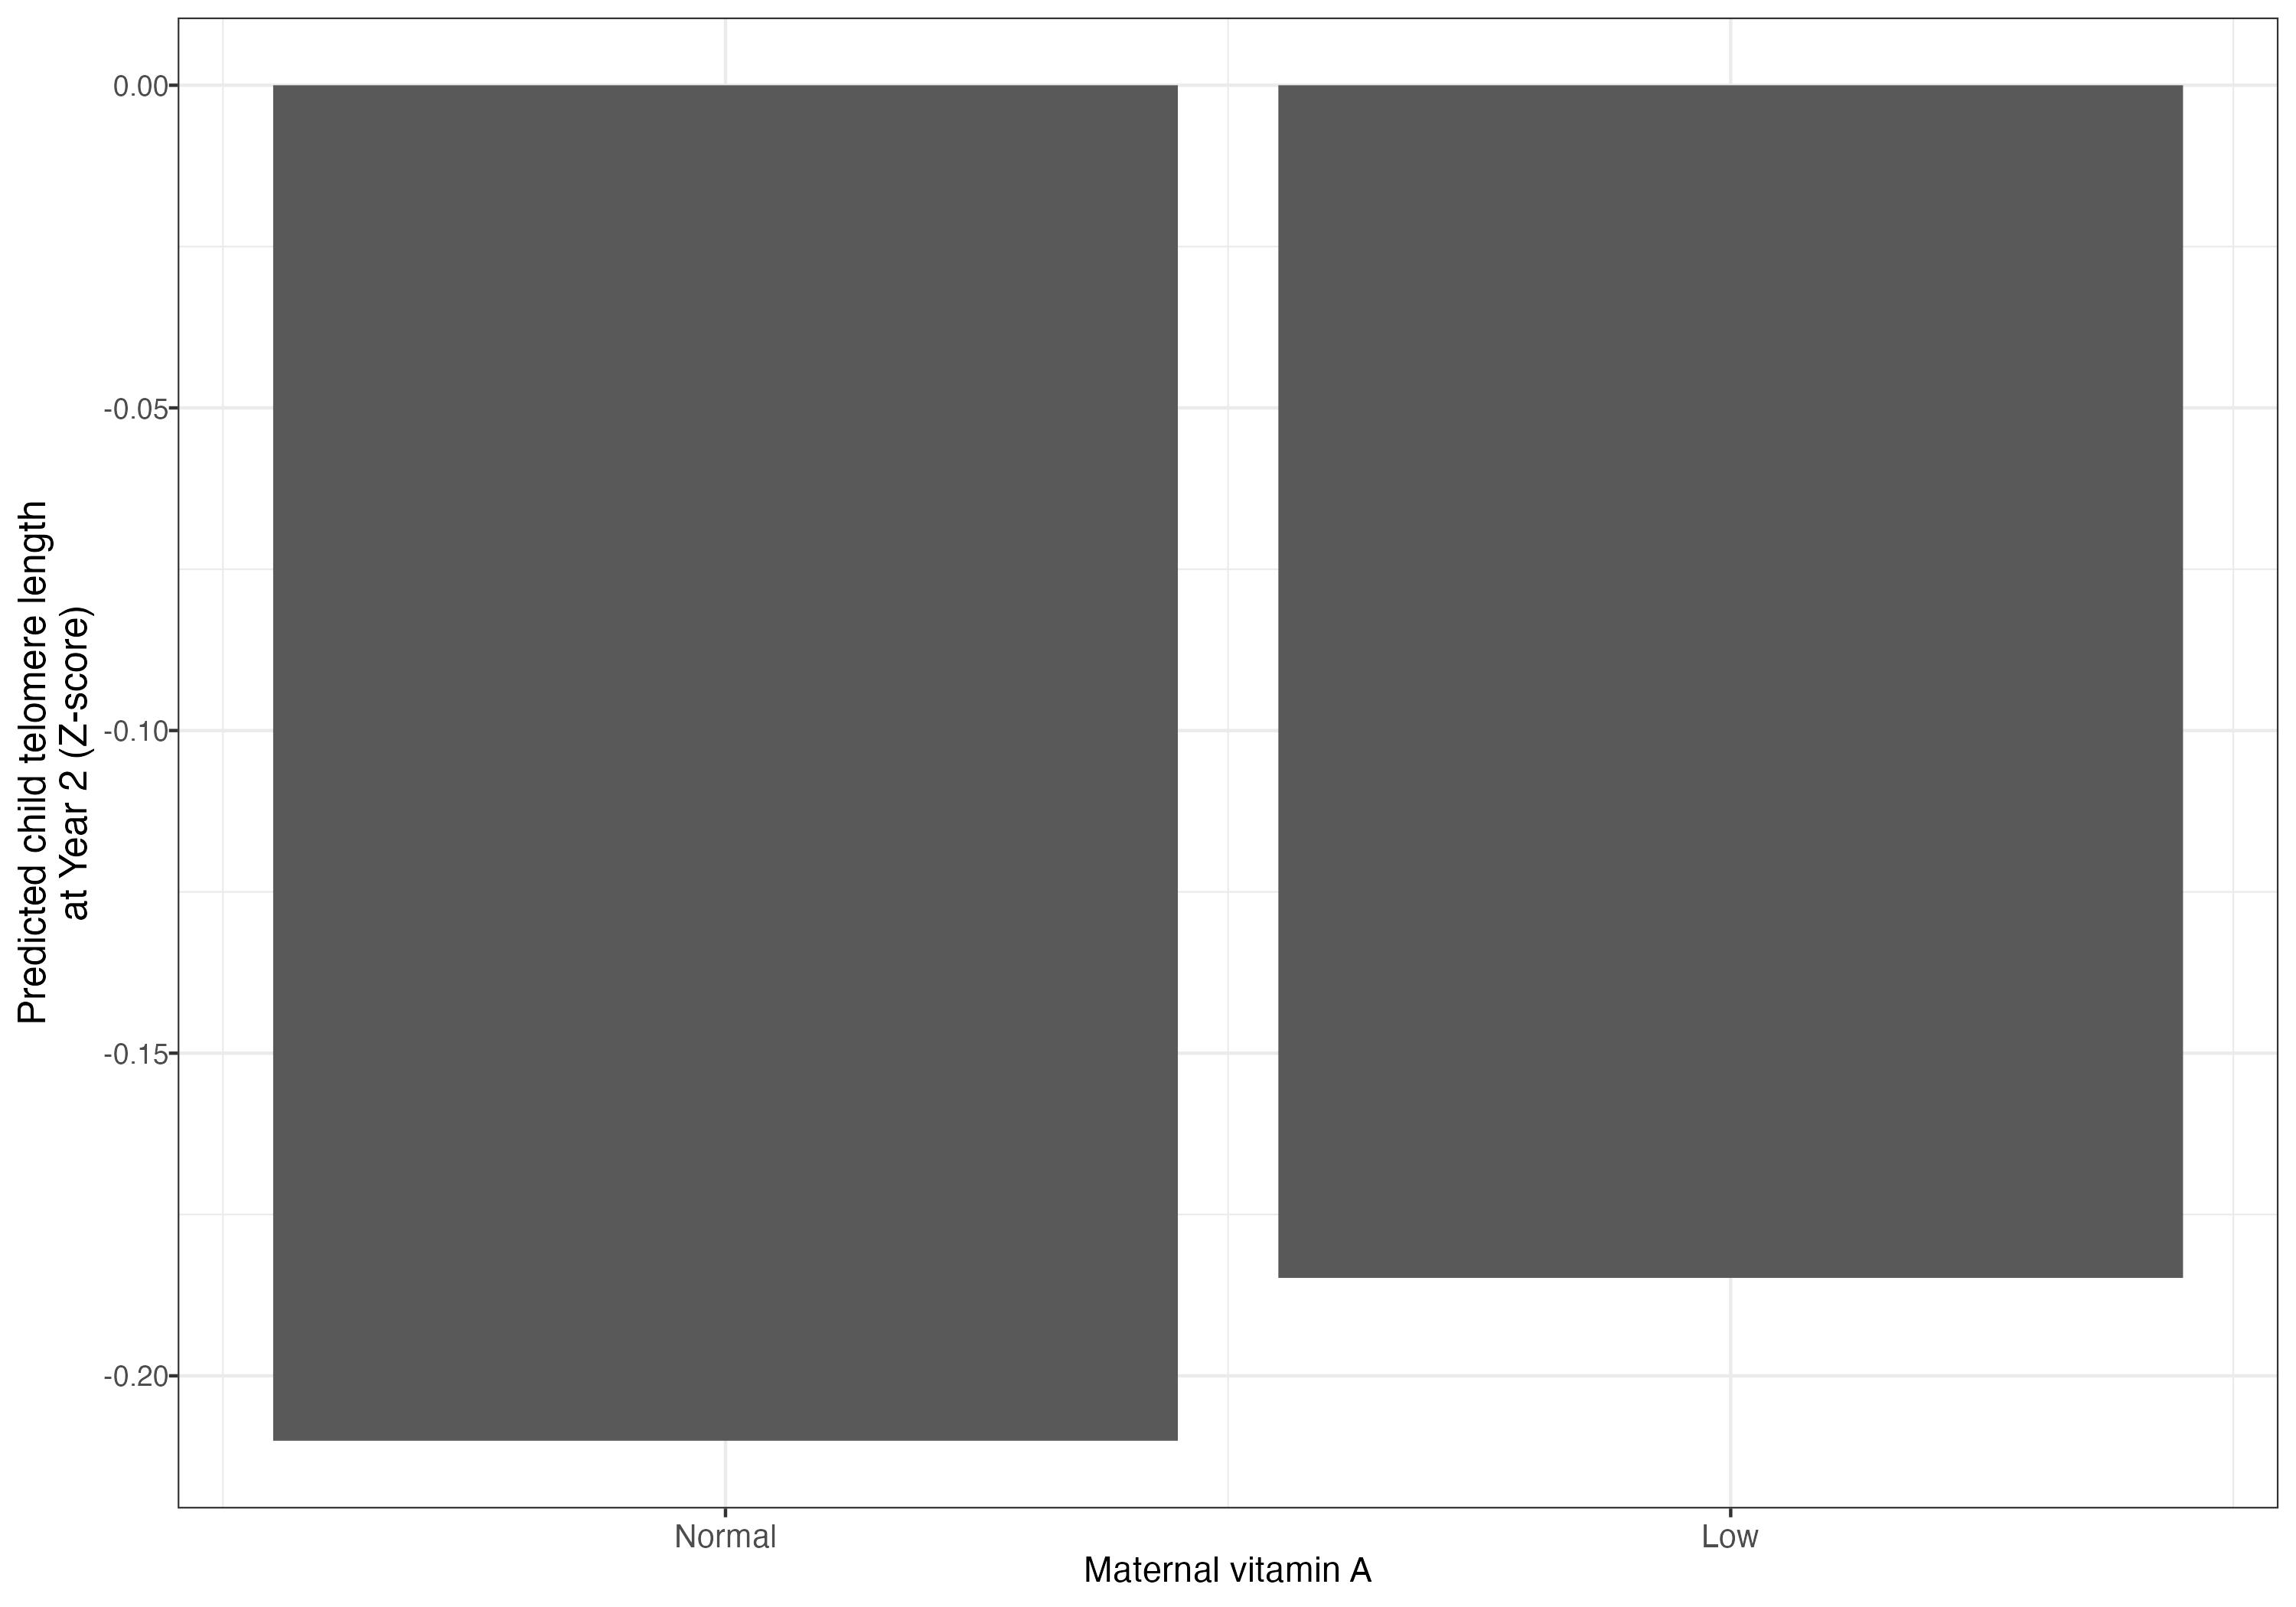 Predicted child telomere length
at Year 2 (Z-score)
0.00
-0.05
-0.10
-0.15
-0.20
Normal
Low
Maternal vitamin A